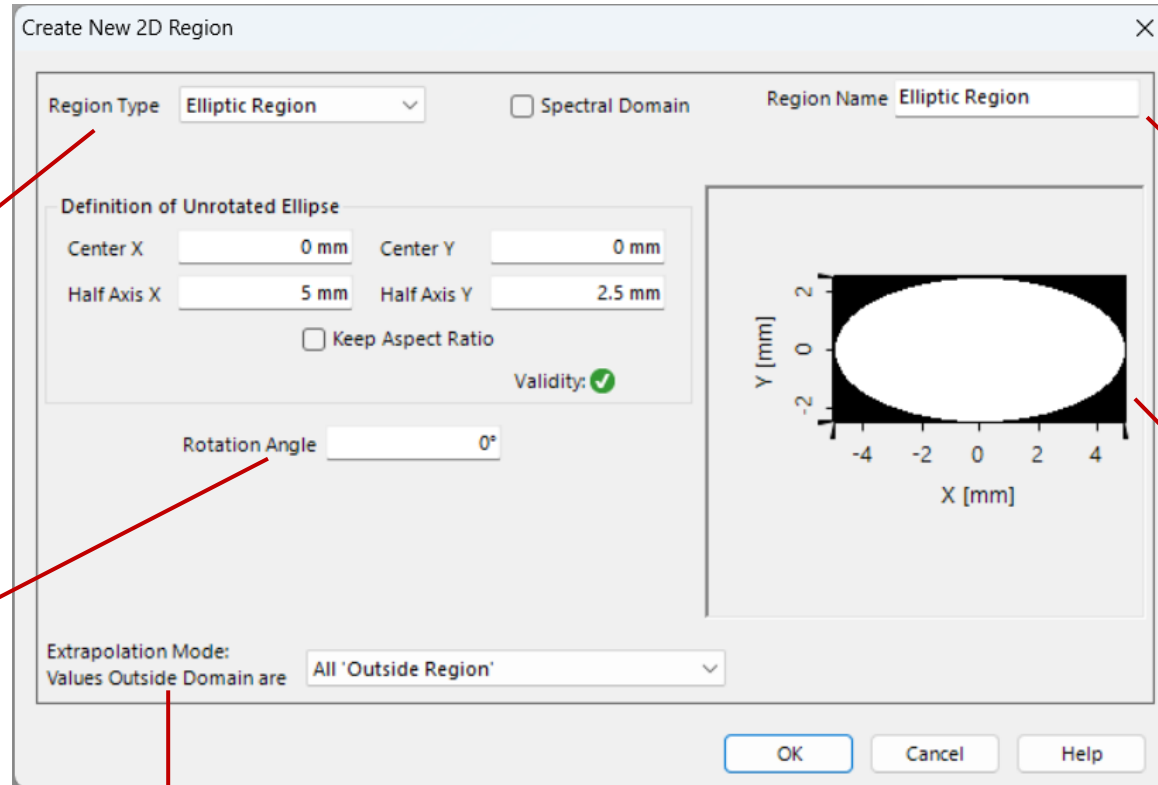 Create New 2D Region
Region Type Elliptic Region Spectral Domain Region Name Elliptic Region
Definition of Unrotated Ellipse
Center X 0 mm Center Y 0 mm
Half Axis X 5 mm Half Axis Y 2.5 mm
Keep Aspect Ratio
Validity:
Rotation Angle 0°
Y [mm]
2
0
-2
-4 -2 0 2 4
X [mm]
Extrapolation Mode:
Values Outside Domain are All 'Outside Region'
OK Cancel Help